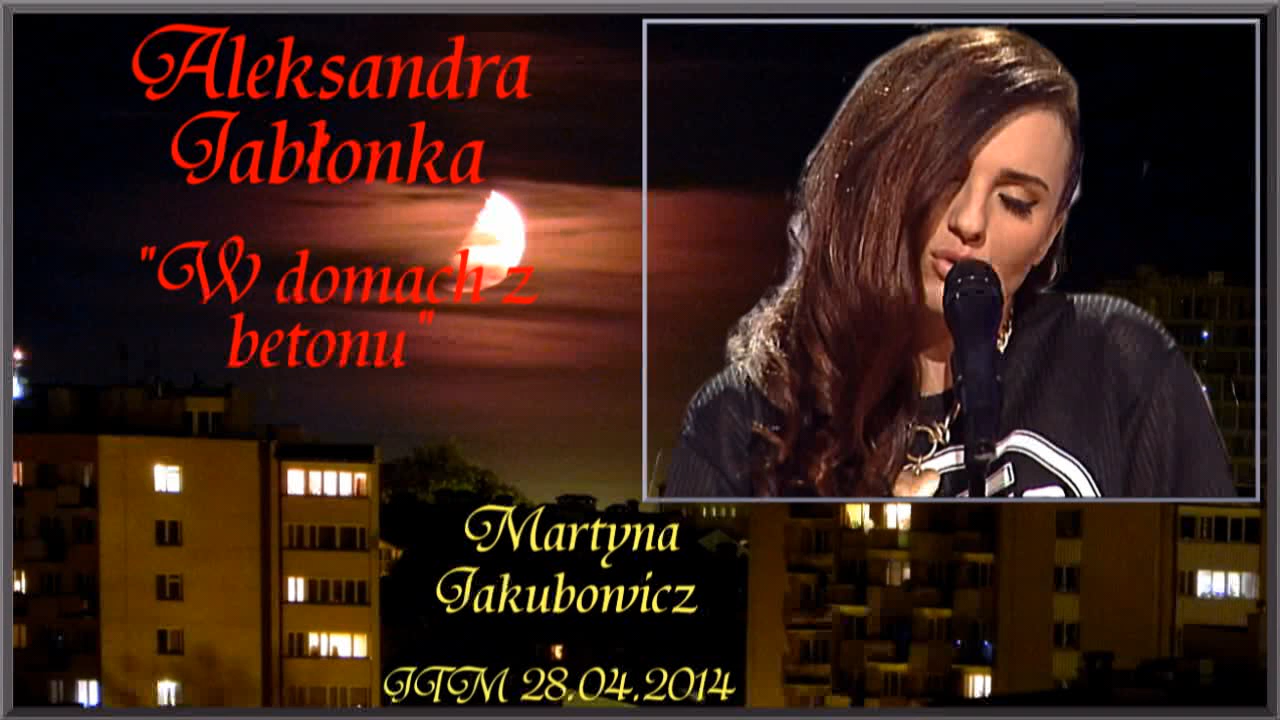 Aleksandra
Jabłonka
"W domach z
betonu"
Martyna
Jakubowicz
JTM 28.04.2014